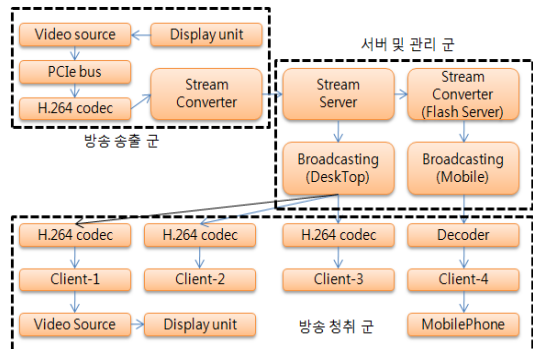 Video source
Display unit
PCIe bus
H.264 codec
Stream
Converter
방송 송출 군
서버 및 관리 군
Stream
Server
Stream
Converter
(Flash Server)
Broadcasting
(DeskTop)
Broadcasting
(Mobile)
H.264 codec
H.264 codec
H.264 codec
Decoder
Client-1
Client-2
Client-3
Client-4
Video Source
Display unit
방송 청취 군
MobilePhone